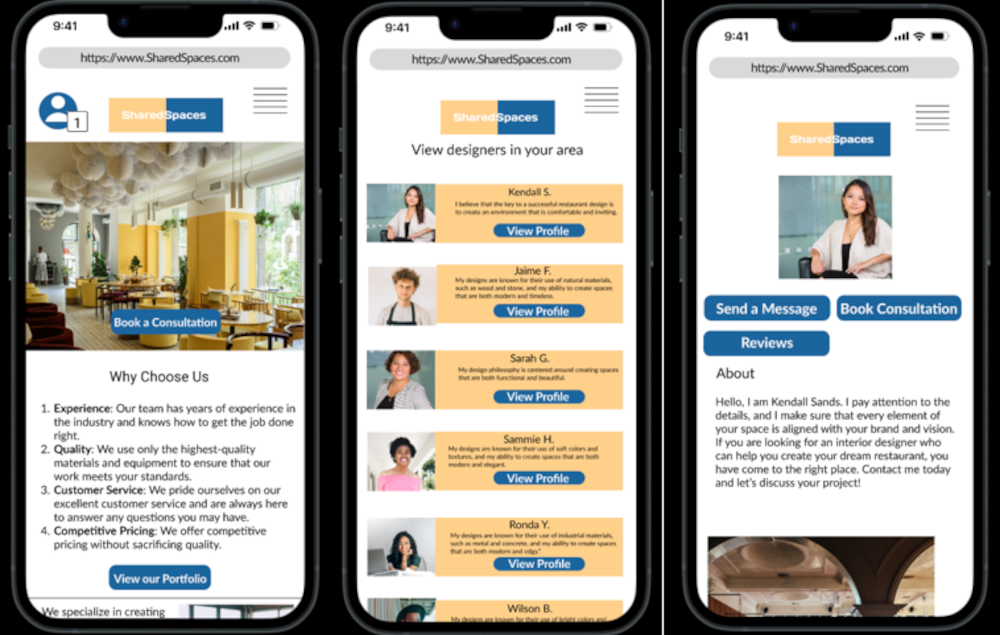 9:41
https://www.SharedSpaces.com
1
SharedSpaces
Book a Consultation
Why Choose Us
1. Experience: Our team has years of experience in
the industry and knows how to get the job done
right.
2. Quality: We use only the highest-quality
materials and equipment to ensure that our
work meets your standards.
3. Customer Service: We pride ourselves on our
excellent customer service and are always here
to answer any questions you may have.
4. Competitive Pricing: We offer competitive
pricing without sacrificing quality.
View our Portfolio
We specialize in creating
9:41
https://www.SharedSpaces.com
SharedSpaces
View designers in your area
Kendall S.
I believe that the key to a successful restaurant design is
to create an environment that is comfortable and inviting.
View Profile
Jaime F.
My designs are known for their use of natural materials,
such as wood and stone, and my ability to create spaces
that are both modern and timeless.
View Profile
Sarah G.
My design philosophy is centered around creating spaces
that are both functional and beautiful.
View Profile
Sammie H.
My designs are known for their use of soft colors and
textures, and my ability to create spaces that are both
modern and elegant.
View Profile
Ronda Y.
My designs are known for their use of industrial materials,
such as metal and concrete, and my ability to create spaces
that are both modern and edgy."
View Profile
Wilson B.
My designs are known for their use of bright colors and
9:41
https://www.SharedSpaces.com
SharedSpaces
Send a Message
Book Consultation
Reviews
About
Hello, I am Kendall Sands. I pay attention to the
details, and I make sure that every element of
your space is aligned with your brand and vision.
If you are looking for an interior designer who
can help you create your dream restaurant, you
have come to the right place. Contact me today
and let's discuss your project!